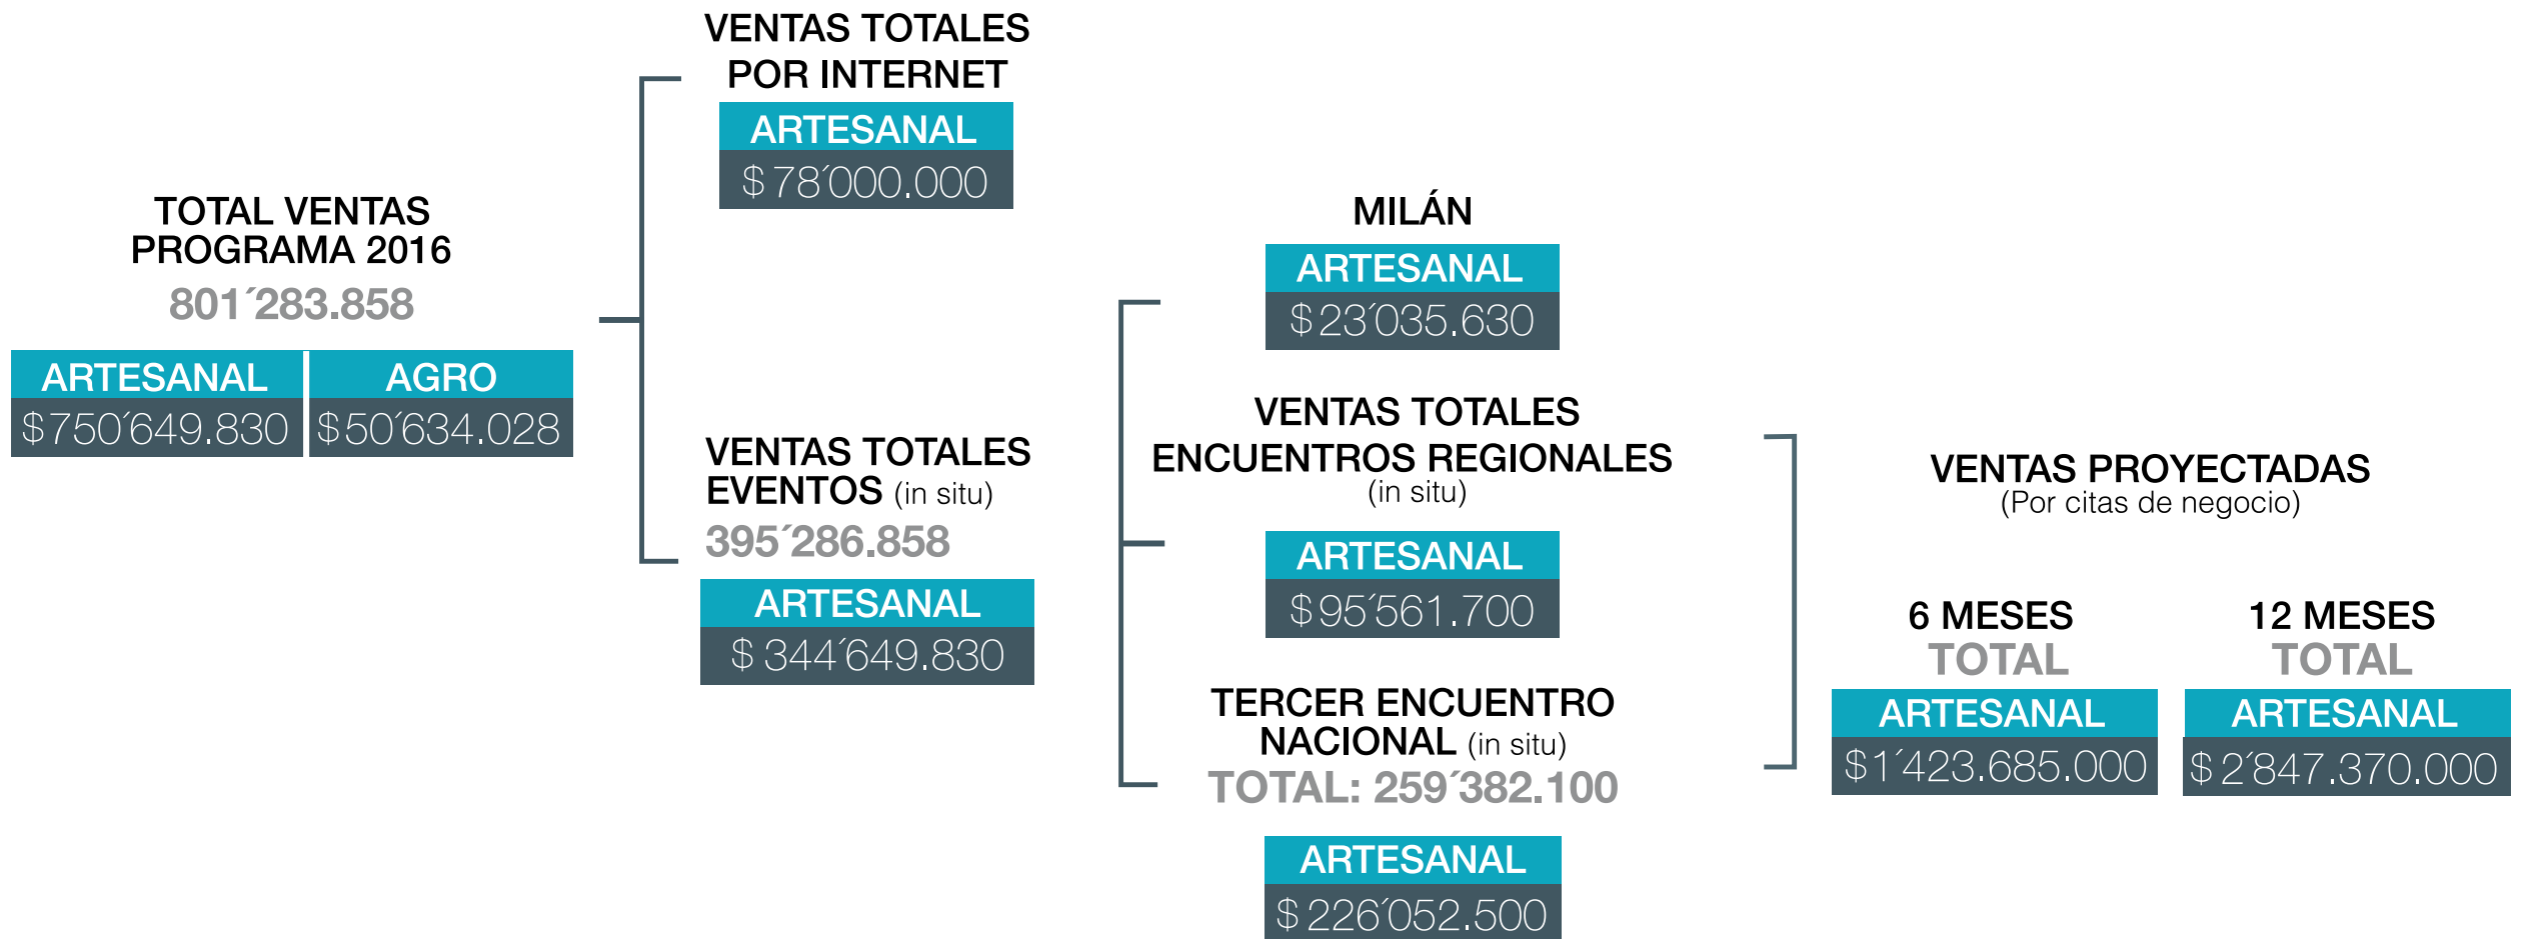 VENTAS TOTALES
POR INTERNET
ARTESANAL
$ 78´000.000
TOTAL VENTAS
PROGRAMA 2016
801´283.858
ARTESANAL
AGRO
$750´649.830
$50´634.028
VENTAS TOTALES
EVENTOS (in situ)
395´286.858
ARTESANAL
$ 344´649.830
MILÁN
ARTESANAL
$23´035.630
VENTAS TOTALES
ENCUENTROS REGIONALES
(in situ)
ARTESANAL
$95´561.700
TERCER ENCUENTRO
NACIONAL (in situ)
TOTAL: 259´382.100
ARTESANAL
$226´052.500
VENTAS PROYECTADAS
(Por citas de negocio)
6 MESES
TOTAL
ARTESANAL
$1´423.685.000
12 MESES
TOTAL
ARTESANAL
$2´847.370.000